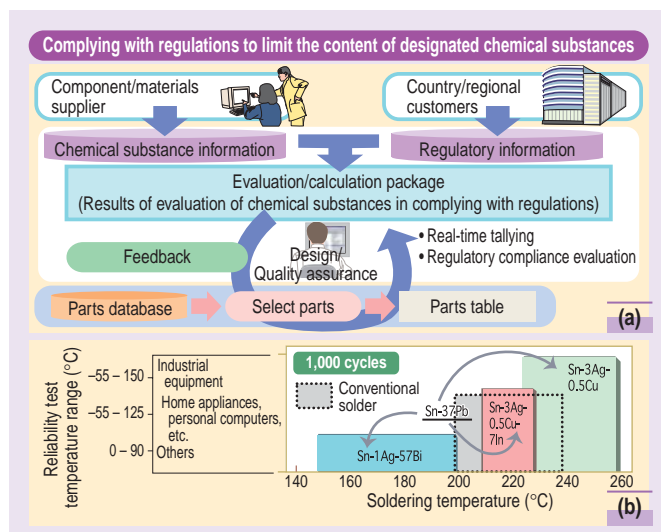 Complying with regulations to limit the content of designated chemical substances
Component/materials
supplier
Country/regional
customers
Chemical substance information
Regulatory information
Evaluation/calculation package
(Results of evaluation of chemical substances in complying with regulations)
Feedback
Design/
Quality assurance
• Real-time tallying
• Regulatory compliance evaluation
Parts database
Select parts
Parts table
(a)
Reliability test
temperature range (°C)
–55 – 150
–55 – 125
0 – 90
Industrial
equipment
Home appliances,
personal computers,
etc.
Others
1,000 cycles
Conventional
solder
Sn-37Pb
Sn-1Ag-57Bi
Sn-3Ag-
0.5Cu-
7In
Sn-3Ag-
0.5Cu
140 160 180 200 220 240 260
Soldering temperature (°C)
(b)